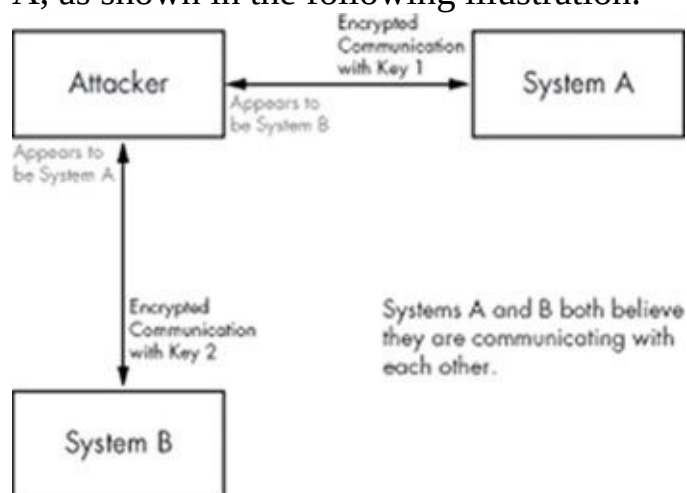 A, as shown in the following illustration.
Encrypted
Communication
with Key 1
Attacker
System A
Appears to
be System B
Appears to
be System A
Encrypted
Communication
with Key 2
Systems A and B both believe
they are communicating with
each other.
System B